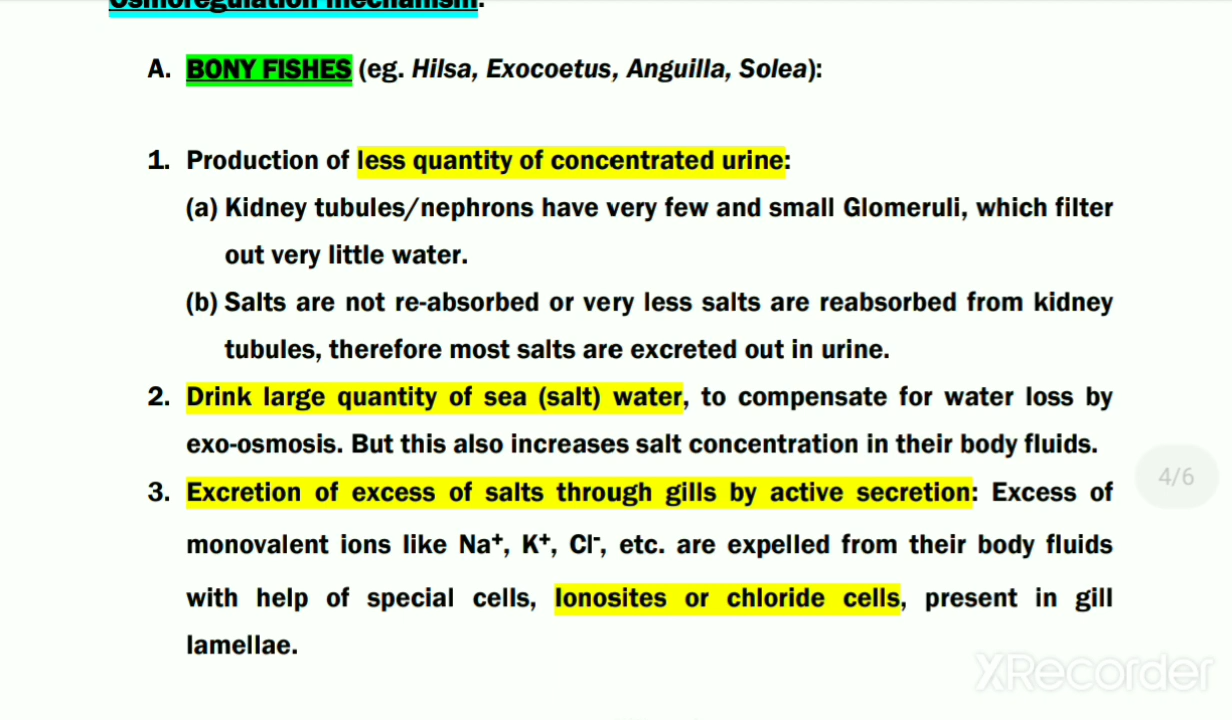 Osmoregulation mechanism:
A. BONY FISHES (eg. Hilsa, Exocoetus, Anguilla, Solea):
1. Production of less quantity of concentrated urine:
(a) Kidney tubules/nephrons have very few and small Glomeruli, which filter
out very little water.
(b) Salts are not re-absorbed or very less salts are reabsorbed from kidney
tubules, therefore most salts are excreted out in urine.
2. Drink large quantity of sea (salt) water, to compensate for water loss by
exo-osmosis. But this also increases salt concentration in their body fluids.
3. Excretion of excess of salts through gills by active secretion: Excess of
monovalent ions like Na⁺, K⁺, Cl⁻, etc. are expelled from their body fluids
with help of special cells, Ionosites or chloride cells, present in gill
lamellae.
4/6
XRecorder